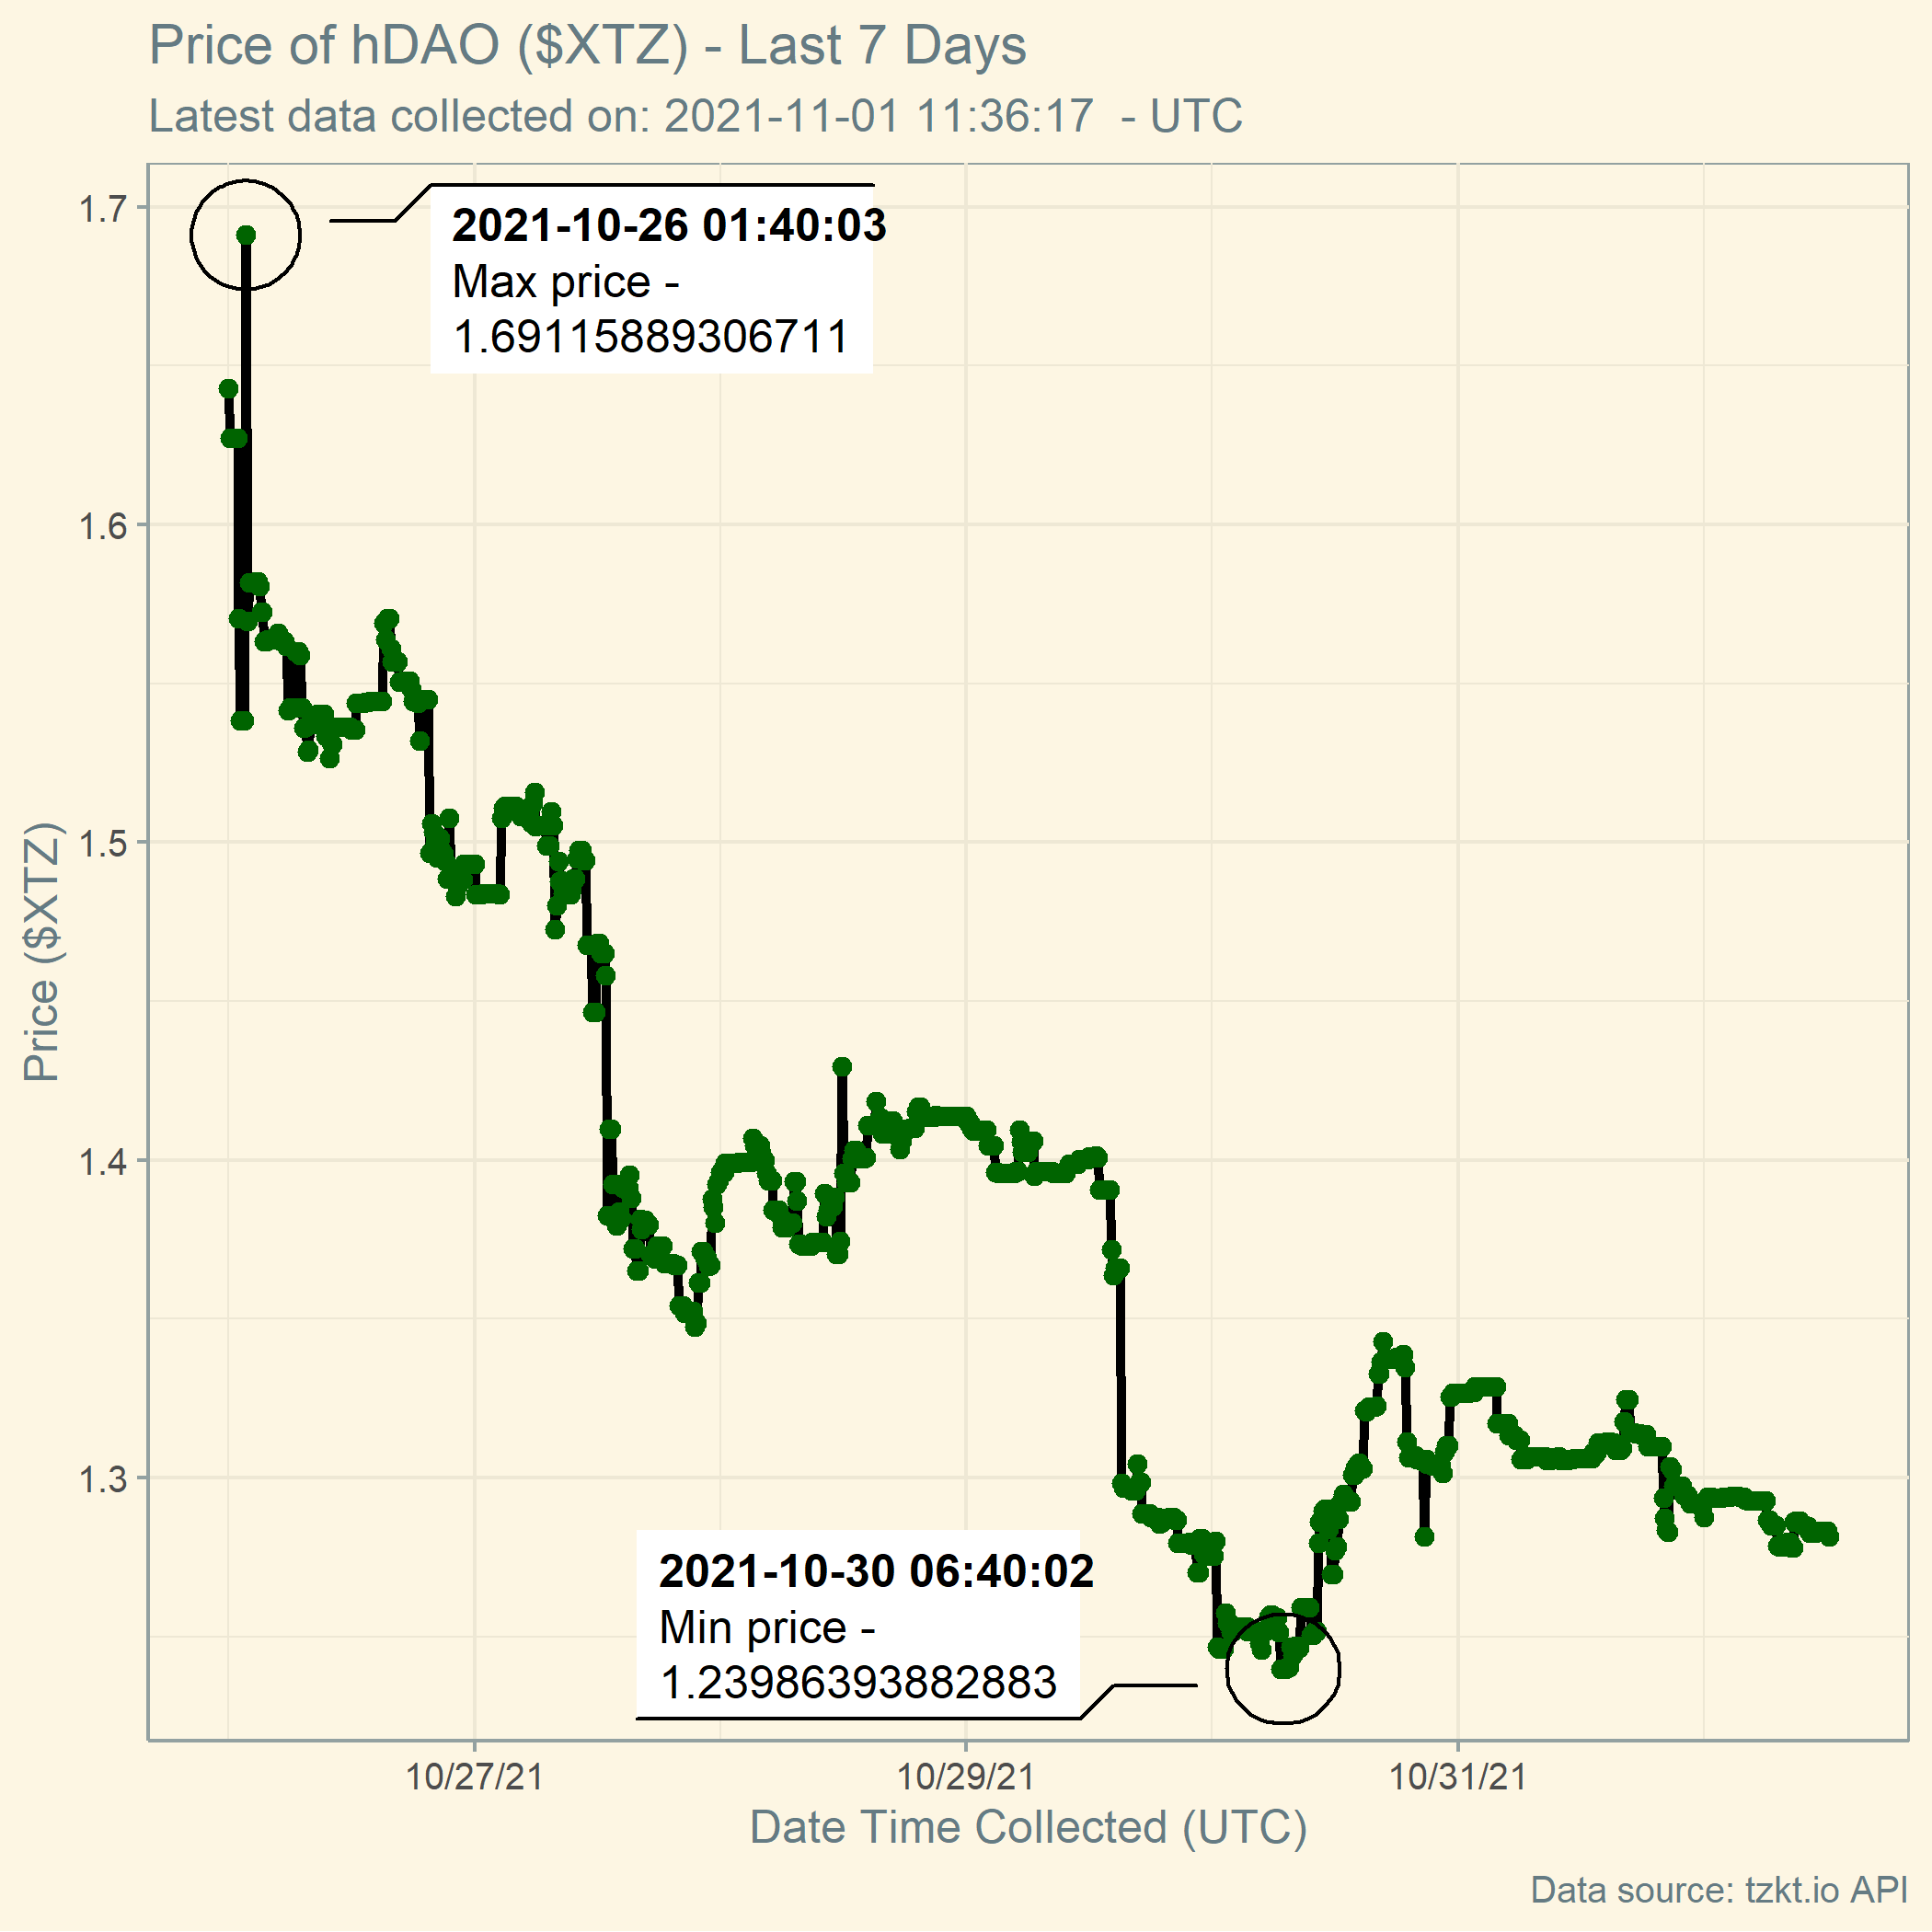 Price of hDAO ($XTZ) - Last 7 Days
Latest data collected on: 2021-11-01 11:36:17  - UTC
Price ($XTZ)
1.7
1.6
1.5
1.4
1.3
2021-10-26 01:40:03
Max price -
1.69115889306711
2021-10-30 06:40:02
Min price -
1.23986393882883
10/27/21
10/29/21
10/31/21
Date Time Collected (UTC)
Data source: tzkt.io API